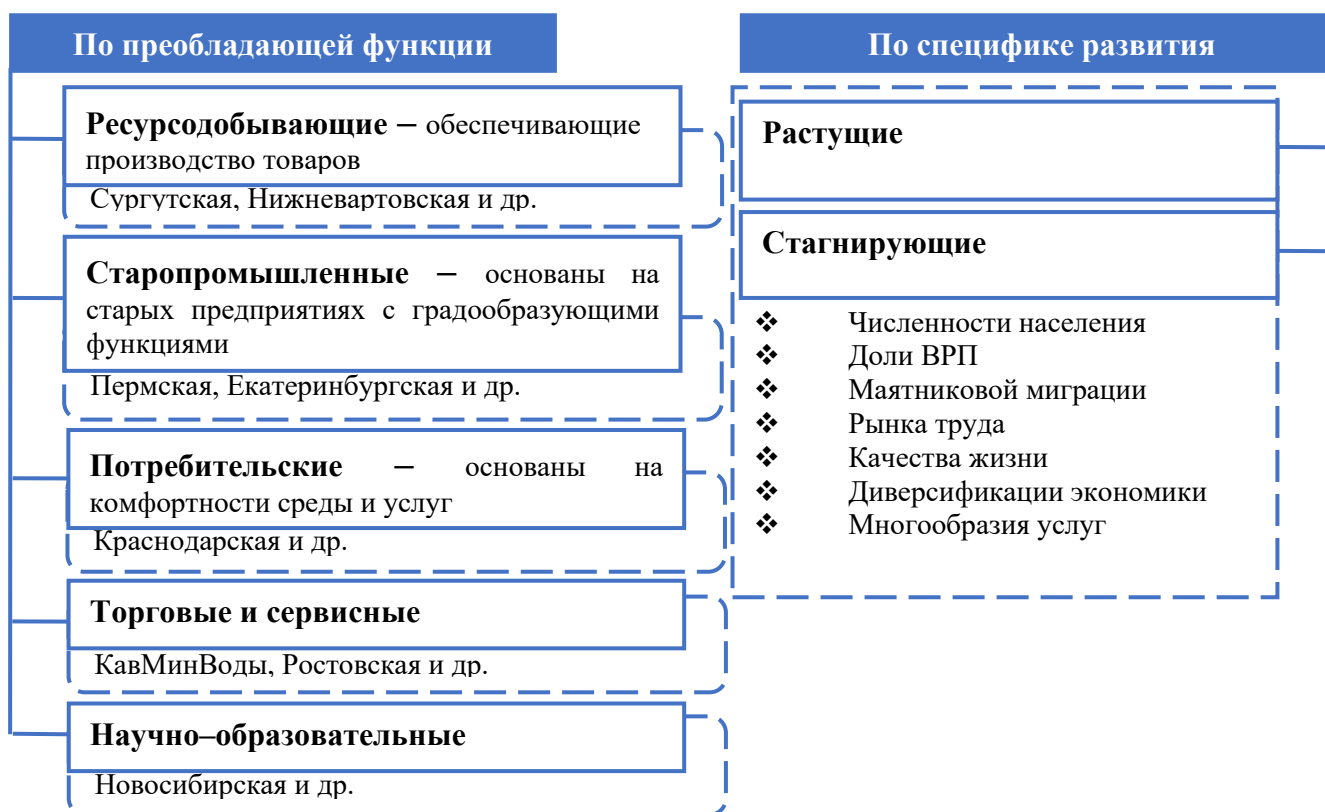 По преобладающей функции
Ресурсодобывающие – обеспечивающие
производство товаров
Сургутская, Нижневартовская и др.
Старопромышленные – основаны на
старых предприятиях с градообразующими
функциями
Пермская, Екатеринбургская и др.
Потребительские – основаны на
комфортности среды и услуг
Краснодарская и др.
Торговые и сервисные
КавМинВоды, Ростовская и др.
Научно–образовательные
Новосибирская и др.
По специфике развития
Растущие
Стагнирующие
❖ Численности населения
❖ Доли ВРП
❖ Маятниковой миграции
❖ Рынка труда
❖ Качества жизни
❖ Диверсификации экономики
❖ Многообразия услуг